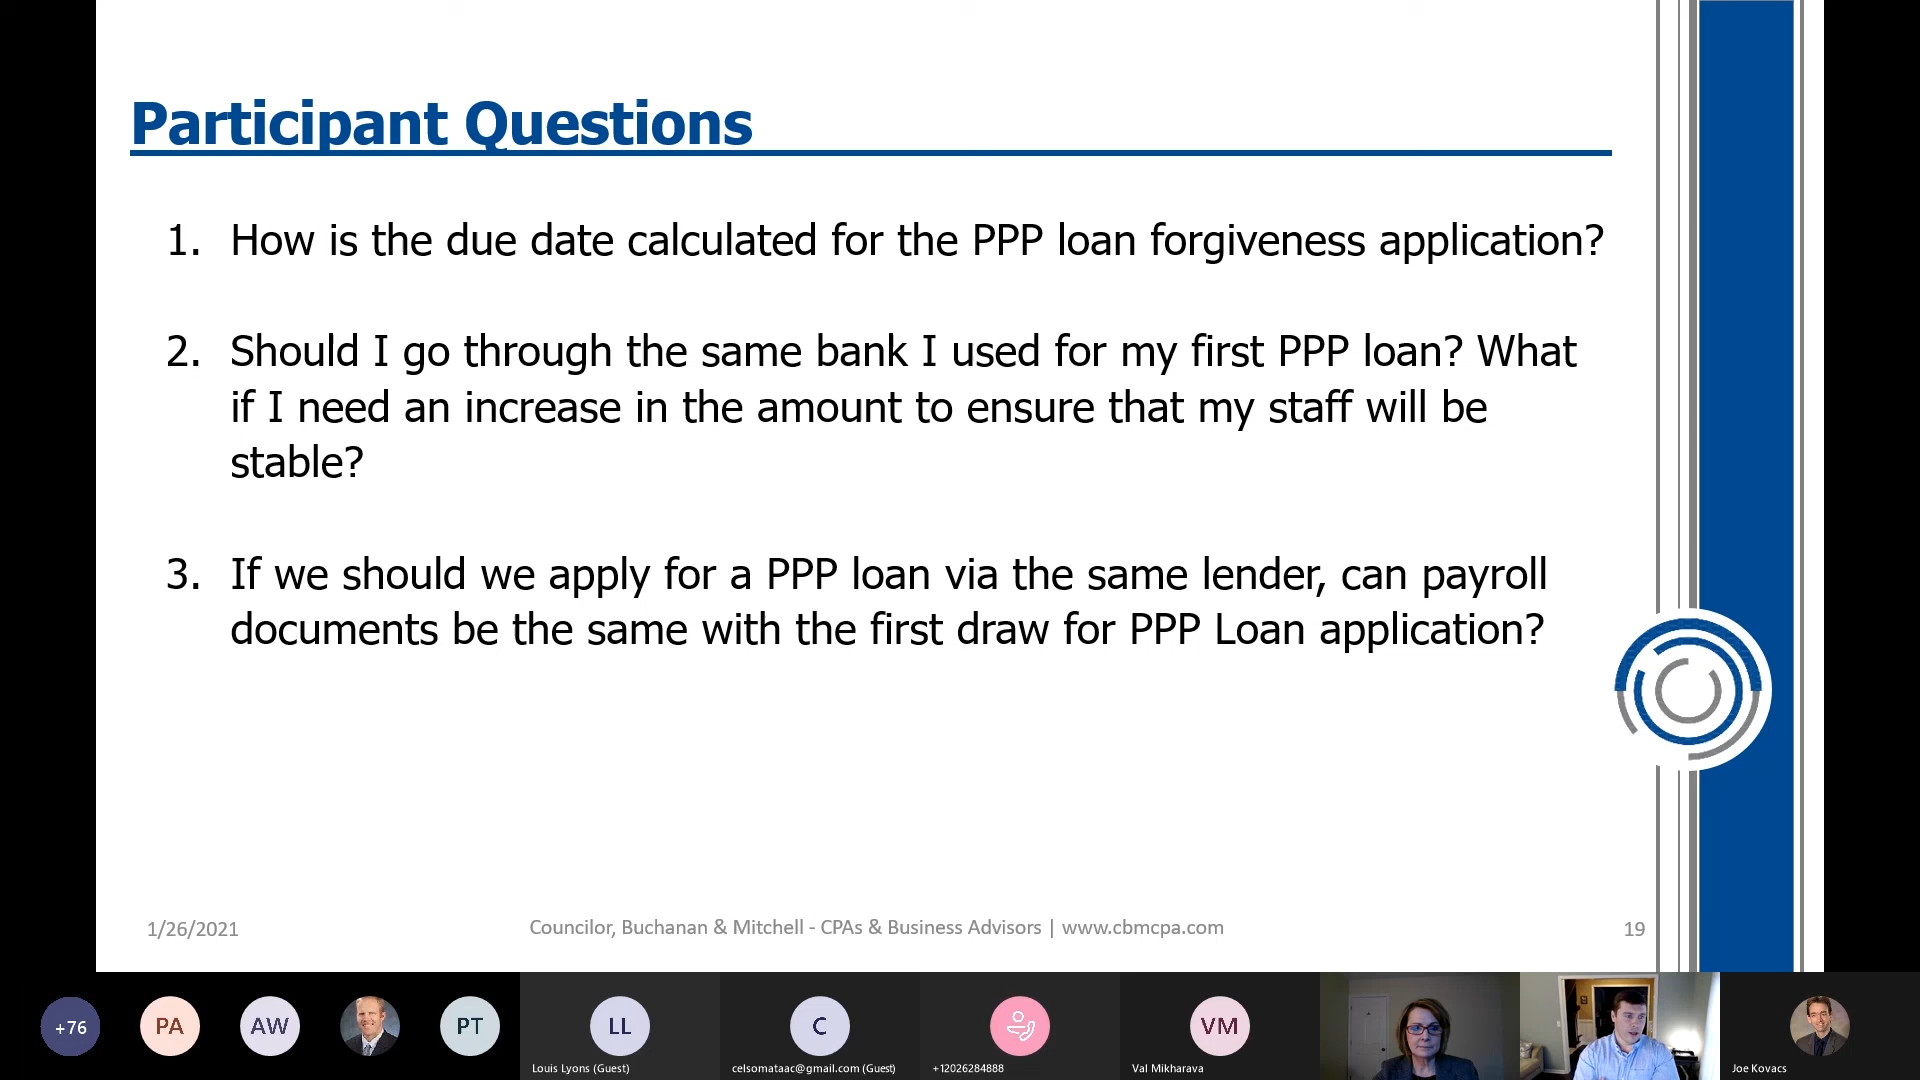 Participant Questions
1. How is the due date calculated for the PPP loan forgiveness application?
2. Should I go through the same bank I used for my first PPP loan? What
if I need an increase in the amount to ensure that my staff will be
stable?
3. If we should we apply for a PPP loan via the same lender, can payroll
documents be the same with the first draw for PPP Loan application?
1/26/2021
Councilor, Buchanan & Mitchell - CPAs & Business Advisors | www.cbmcpa.com
19
+76
PA
AW
PT
LL
C
VM
Louis Lyons (Guest)
celsomataac@gmail.com (Guest)
+12026284888
Val Mikharava
Joe Kovacs